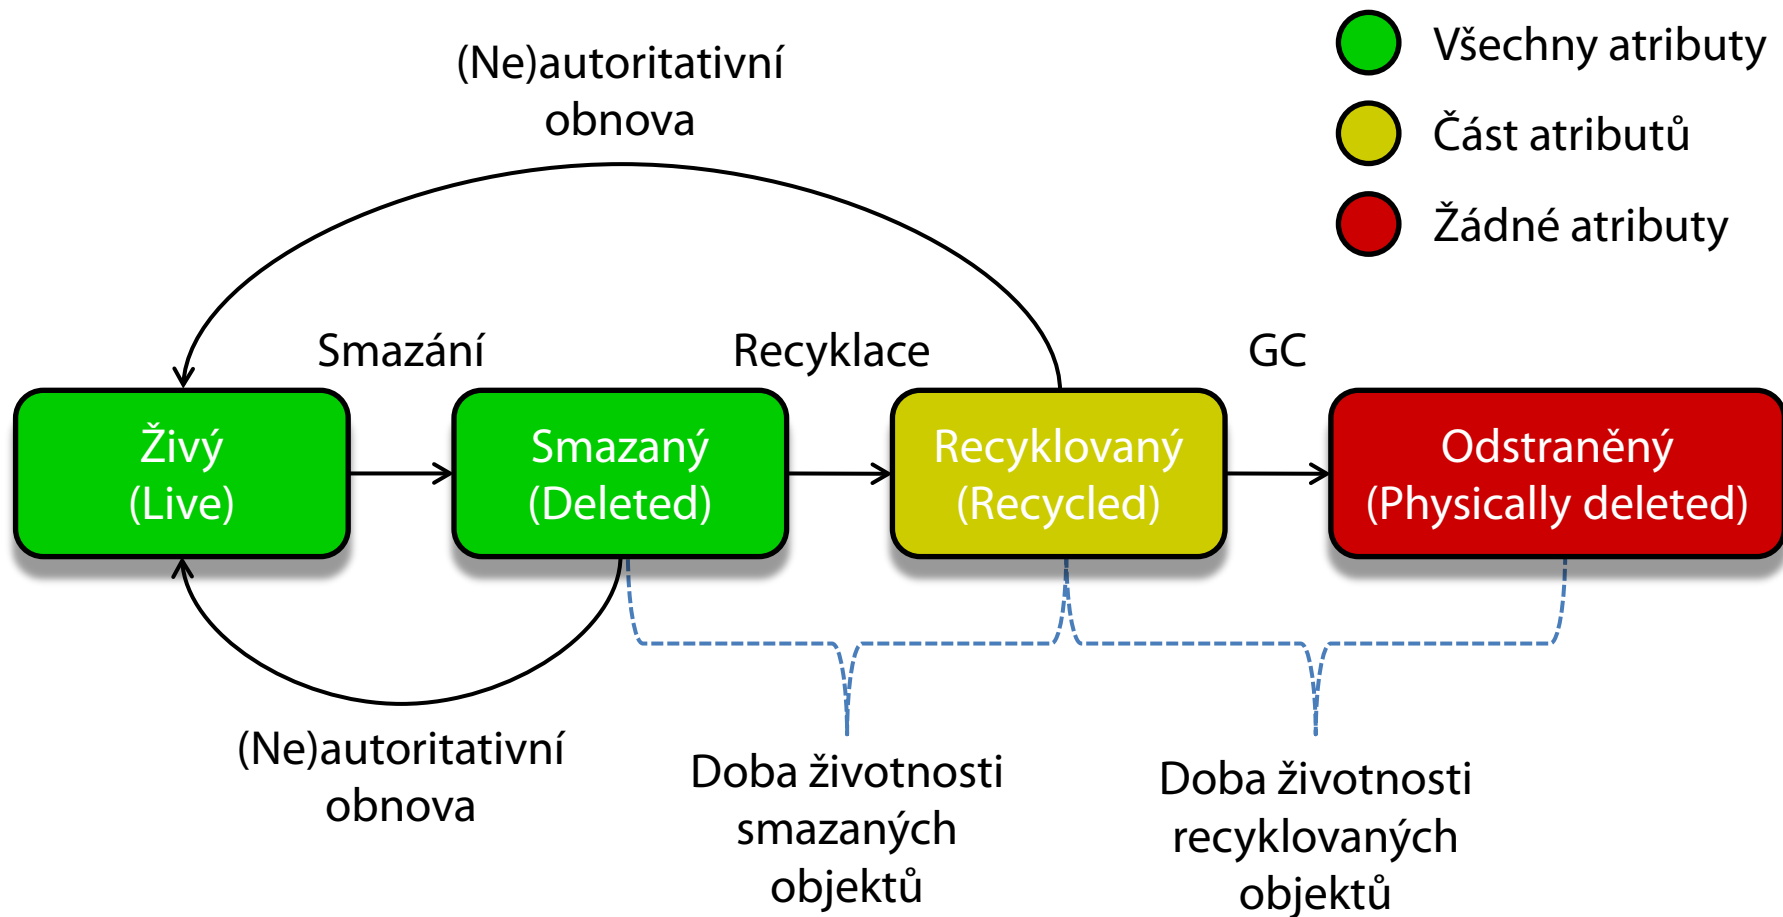 (Ne)autoritativní
obnova
Všechny atributy
Část atributů
Žádné atributy
Smazání
Recyklace
GC
Živý
(Live)
Smazaný
(Deleted)
Recyklovaný
(Recycled)
Odstraněný
(Physically deleted)
(Ne)autoritativní
obnova
Doba životnosti
smazaných
objektů
Doba životnosti
recyklovaných
objektů